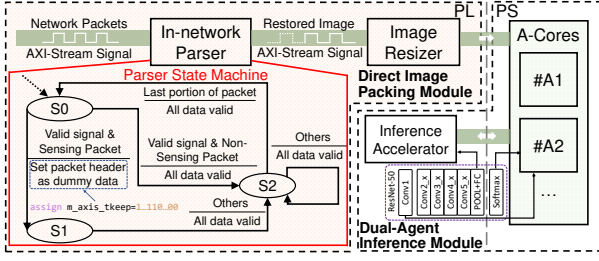 Network Packets
AXI-Stream Signal
In-network
Parser
Restored Image
AXI-Stream Signal
Image
Resizer
PL
PS
A-Cores
#A1
#A2
...
Parser State Machine
Direct Image
Packing Module
S0
Last portion of packet
All data valid
Valid signal &
Sensing Packet
Set packet header
as dummy data
assign m_axis_tkeep=1_110_00
Valid signal & Non-
Sensing Packet
All data valid
S2
Others
All data valid
Others
All data valid
S1
Inference
Accelerator
ResNet-50
Conv1
Conv2_x
Conv3_x
Conv4_x
Conv5_x
POOL+FC
Softmax
Dual-Agent
Inference Module